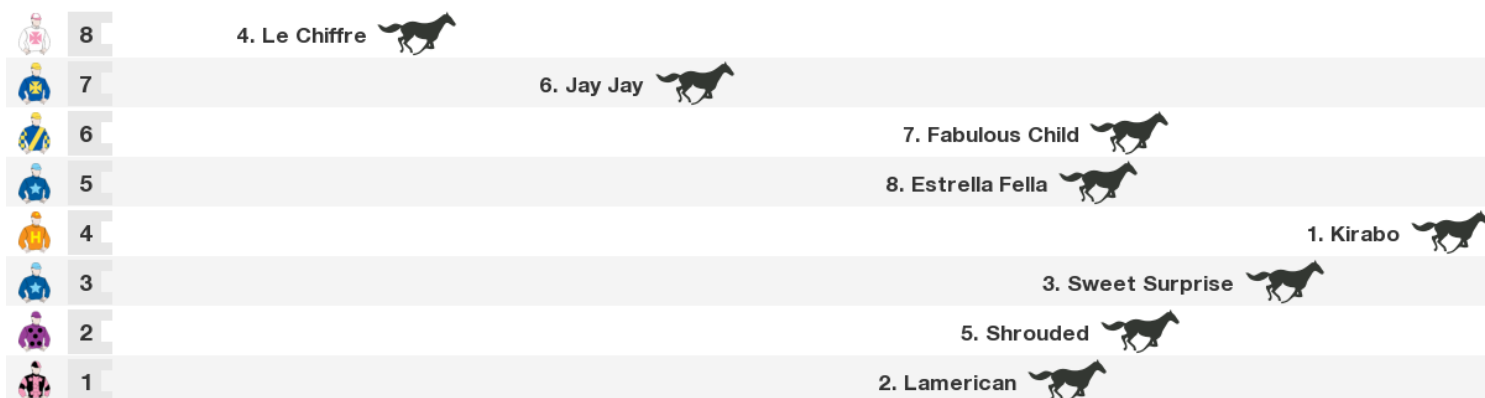 8 4. Le Chiffre
7 6. Jay Jay
6 7. Fabulous Child
5 8. Estrella Fella
H 4 1. Kirabo
3 3. Sweet Surprise
2 5. Shrouded
1 2. Lamerican